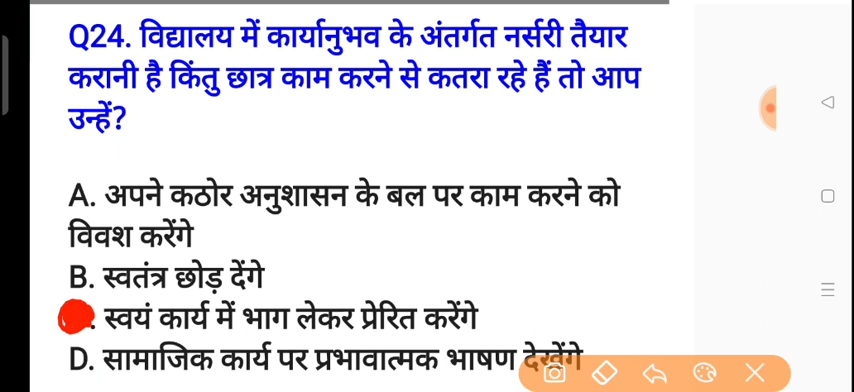 Q24. विद्यालय में कार्यानुभव के अंतर्गत नर्सरी तैयार
करानी है किंतु छात्र काम करने से कतरा रहे हैं तो आप
उन्हें?
A. अपने कठोर अनुशासन के बल पर काम करने को
विवश करेंगे
B. स्वतंत्र छोड़ देंगे
. स्वयं कार्य में भाग लेकर प्रेरित करेंगे
D. सामाजिक कार्य पर प्रभावात्मक भाषण